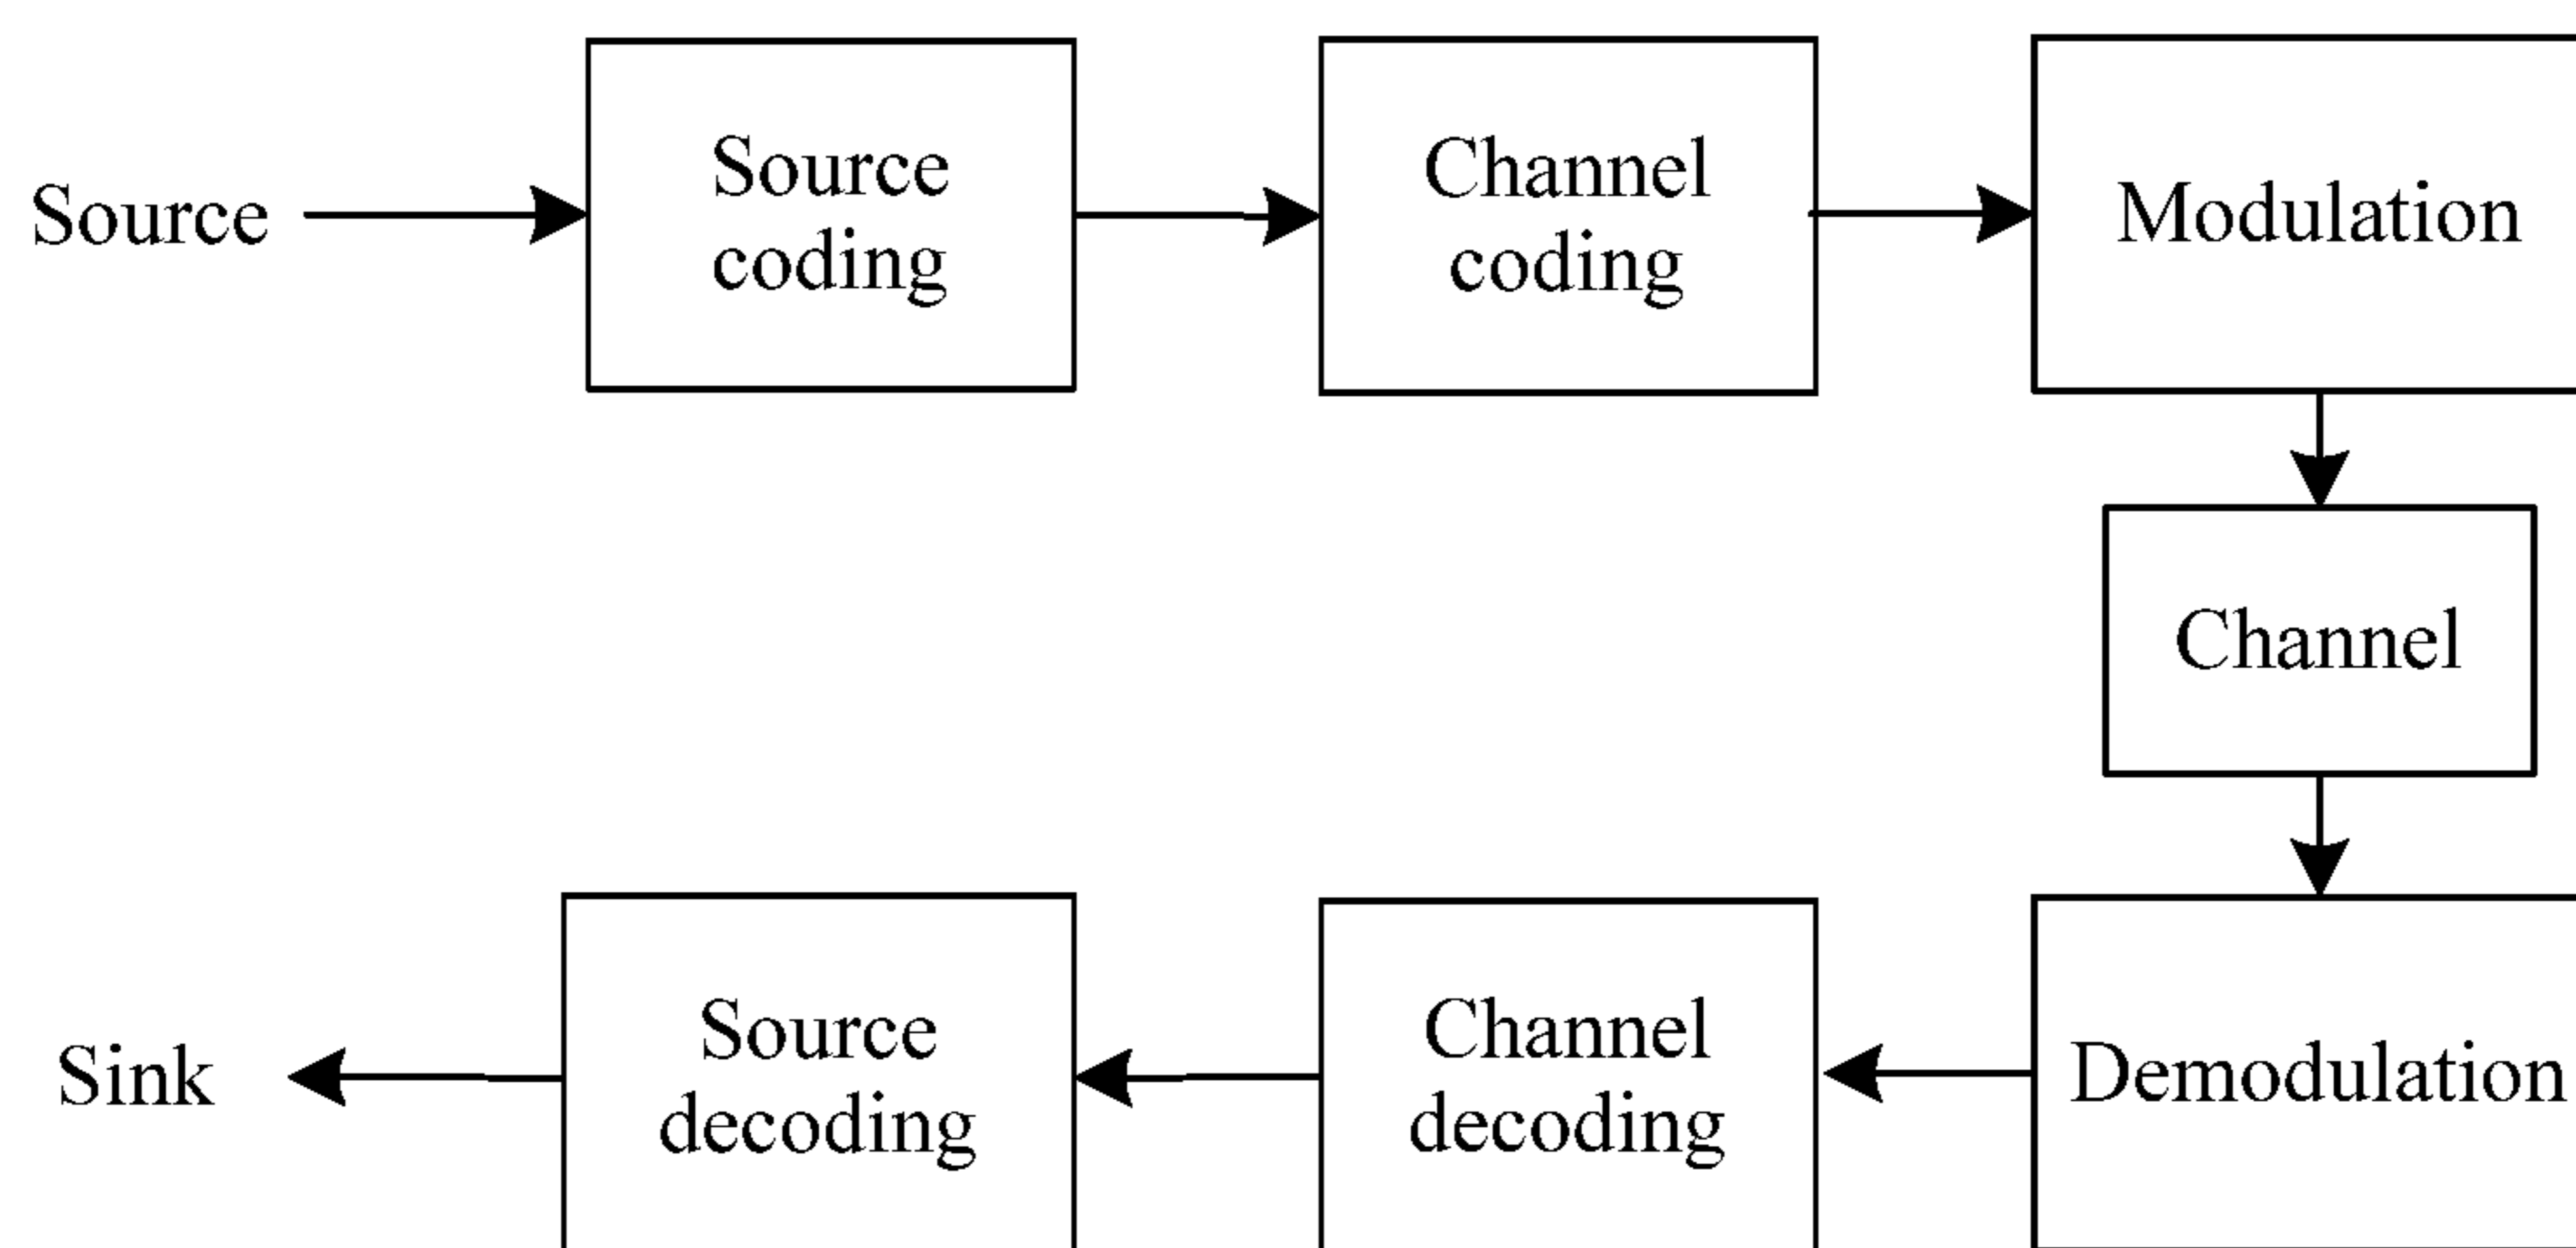 Source
Source
coding
Channel
coding
Modulation
Channel
Demodulation
Channel
decoding
Source
decoding
Sink